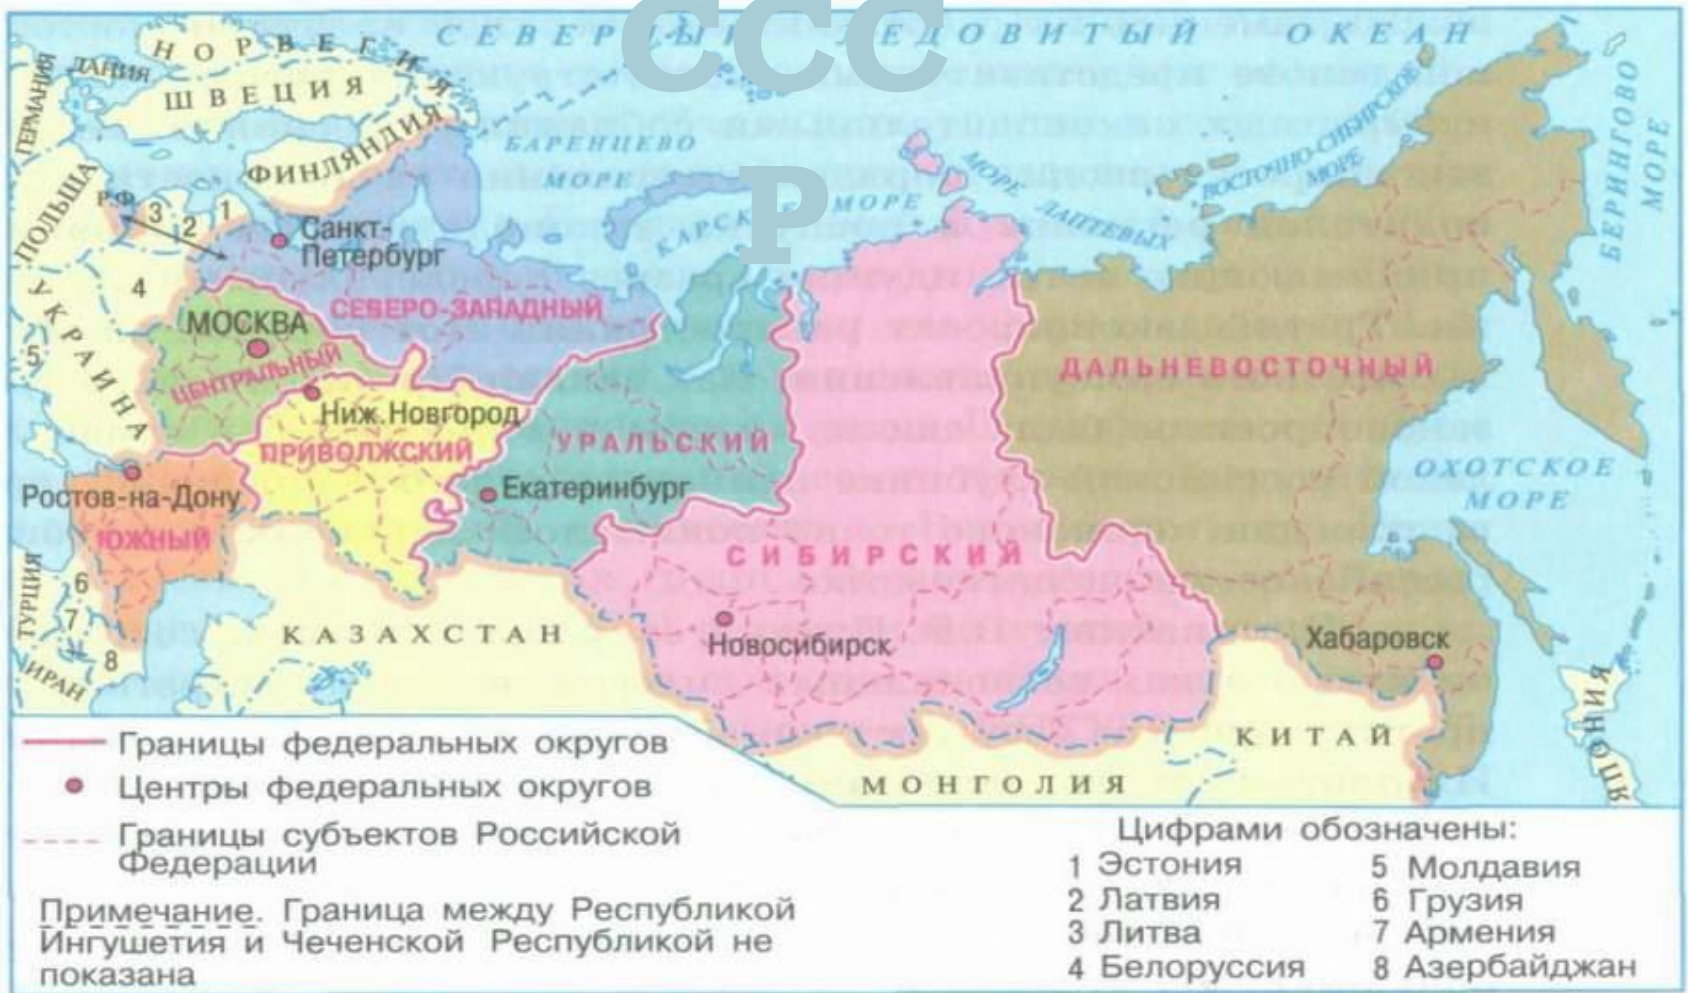 ССС
Р
СЕВЕРНЫЙ ЛЕДОВИТЫЙ ОКЕАН
НОРВЕГИЯ
ДАНИЯ
ШВЕЦИЯ
ГЕРМАНИЯ
ФИНЛЯНДИЯ
ПОЛЬША
Р.Ф.
3
2
1
4
5
УКРАИНА
БАРЕНЦЕВО
МОРЕ
КАРСКОЕ МОРЕ
МОРЕ ЛАПТЕВЫХ
ВОСТОЧНО-СИБИРСКОЕ
МОРЕ
БЕРИНГОВО
МОРЕ
Санкт-
Петербург
СЕВЕРО-ЗАПАДНЫЙ
МОСКВА
ЦЕНТРАЛЬНЫЙ
Ниж.Новгород
ПРИВОЛЖСКИЙ
УРАЛЬСКИЙ
Екатеринбург
ДАЛЬНЕВОСТОЧНЫЙ
ОХОТСКОЕ
МОРЕ
Ростов-на-Дону
ЮЖНЫЙ
СИБИРСКИЙ
Новосибирск
Хабаровск
ТУРЦИЯ
6
7
8
ИРАН
КАЗАХСТАН
МОНГОЛИЯ
КИТАЙ
ЯПОНИЯ
Границы федеральных округов
Центры федеральных округов
Границы субъектов Российской
Федерации
Примечание. Граница между Республикой
Ингушетия и Чеченской Республикой не
показана
Цифрами обозначены:
1 Эстония
2 Латвия
3 Литва
4 Белоруссия
5 Молдавия
6 Грузия
7 Армения
8 Азербайджан